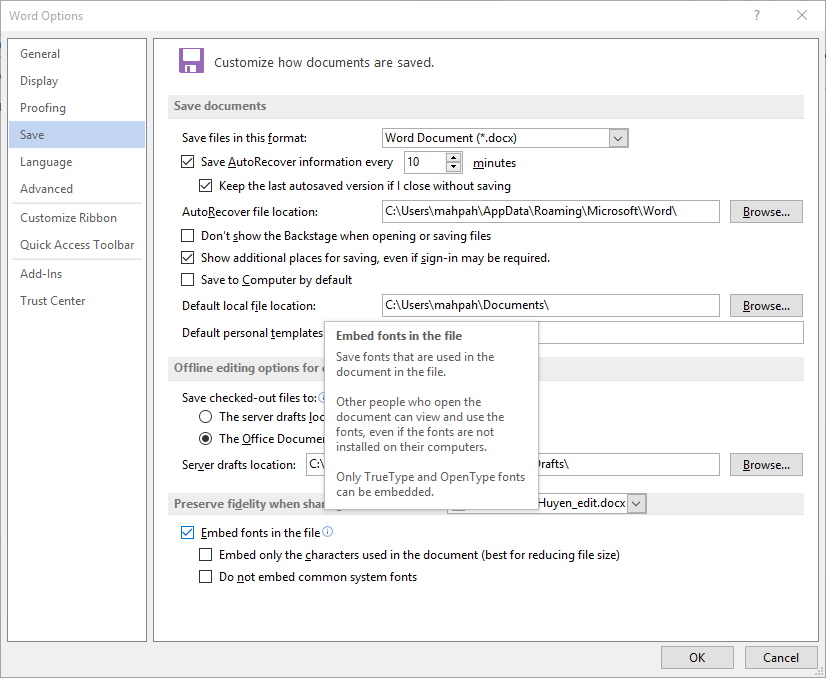 Word Options
General
Display
Proofing
Save
Language
Advanced
Customize Ribbon
Quick Access Toolbar
Add-Ins
Trust Center
Customize how documents are saved.
Save documents
Save files in this format: Word Document (*.docx)
Save AutoRecover information every 10 minutes
Keep the last autosaved version if I close without saving
AutoRecover file location: C:\Users\mahpah\AppData\Roaming\Microsoft\Word\ Browse...
Don't show the Backstage when opening or saving files
Show additional places for saving, even if sign-in may be required.
Save to Computer by default
Default local file location: C:\Users\mahpah\Documents\ Browse...
Default personal templates
Embed fonts in the file
Save fonts that are used in the
document in the file.
Other people who open the
document can view and use the
fonts, even if the fonts are not
installed on their computers.
Only TrueType and OpenType fonts
can be embedded.
Offline editing options for
Save checked-out files to:
The server drafts
The Office
Server drafts location: C:\ Drafts\ Browse...
Preserve fidelity when Huyen_edit.docx
Embed fonts in the file
Embed only the characters used in the document (best for reducing file size)
Do not embed common system fonts
OK Cancel